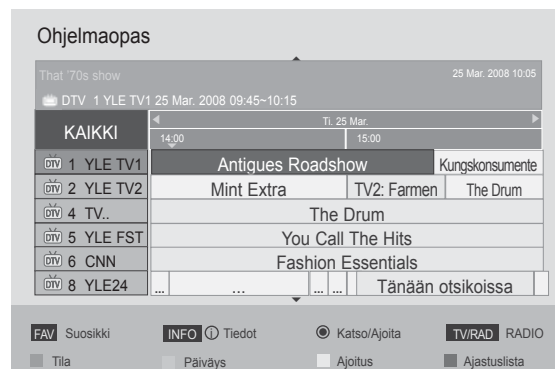 Ohjelmaopas
That '70s show 25 Mar. 2008 10:05
DTV 1 YLE TV1 25 Mar. 2008 09:45~10:15
KAIKKI Ti. 25 Mar.
14:00 15:00
DTV 1 YLE TV1 Antigues Roadshow Kungskonsumente
DTV 2 YLE TV2 Mint Extra TV2: Farmen The Drum
DTV 4 TV.. The Drum
DTV 5 YLE FST You Call The Hits
DTV 6 CNN Fashion Essentials
DTV 8 YLE24 ... ... ... ... Tänään otsikoissa
FAV Suosikki INFO i Tiedot Katso/Ajoita TV/RAD RADIO
Tila Päiväys Ajoitus Ajastuslista